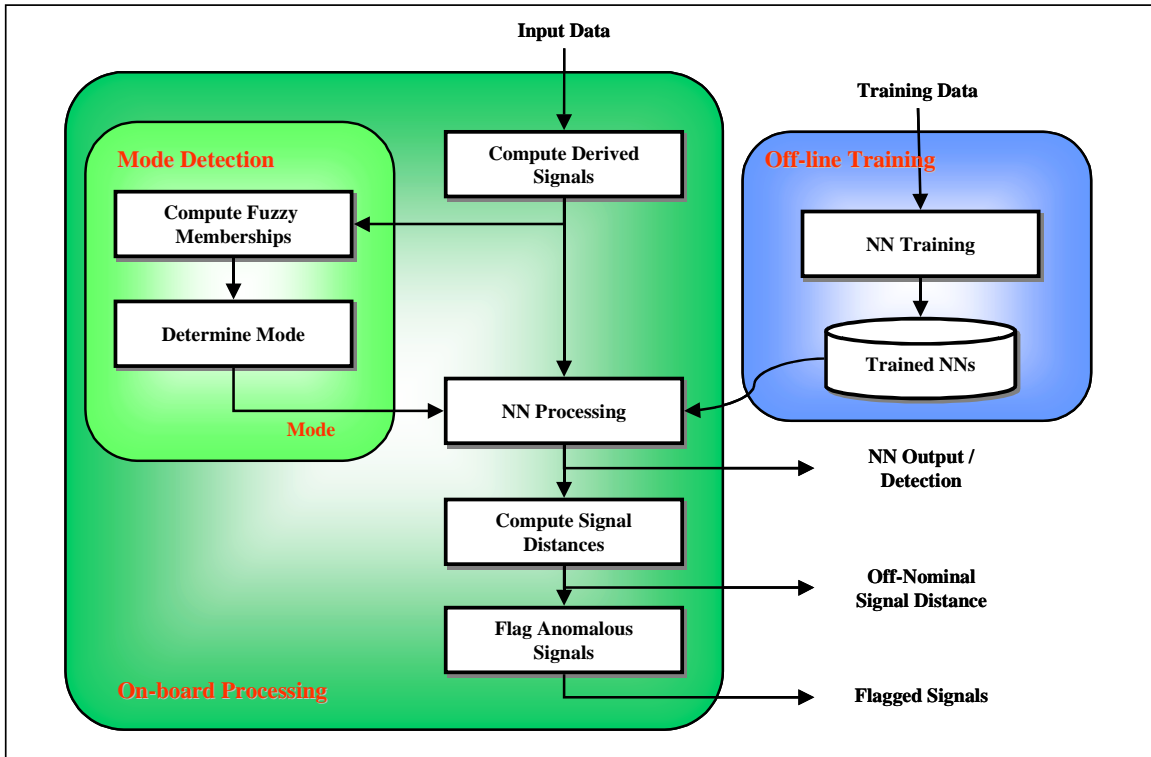 Input Data
Training Data
Mode Detection
Compute Derived
Signals
Off-line Training
Compute Fuzzy
Memberships
NN Training
Determine Mode
Trained NNs
NN Processing
Mode
NN Output /
Detection
Compute Signal
Distances
Off-Nominal
Signal Distance
Flag Anomalous
Signals
On-board Processing
Flagged Signals